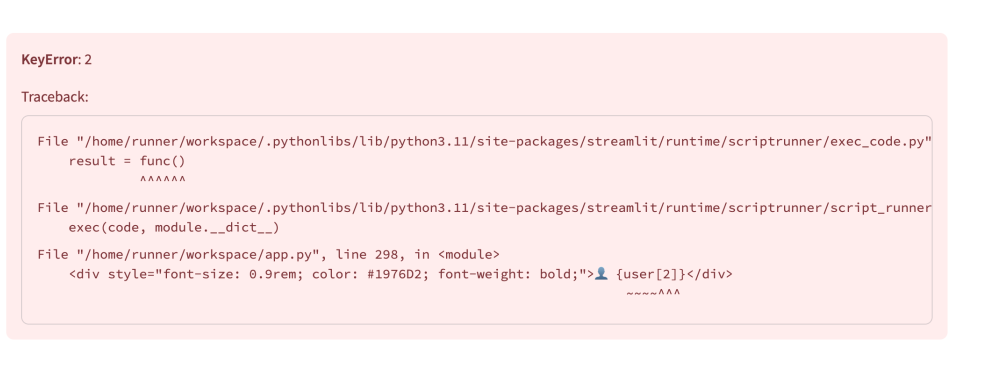 KeyError: 2
Traceback:
File "/home/runner/workspace/.pythonlibs/lib/python3.11/site-packages/streamlit/runtime/scriptrunner/exec_code.py"
result = func()
^^^^^^
File "/home/runner/workspace/.pythonlibs/lib/python3.11/site-packages/streamlit/runtime/scriptrunner/script_runner
exec(code, module.__dict__)
File "/home/runner/workspace/app.py", line 298, in <module>
<div style="font-size: 0.9rem; color: #1976D2; font-weight: bold;">👤 {user[2]}</div>
~~~~^^^